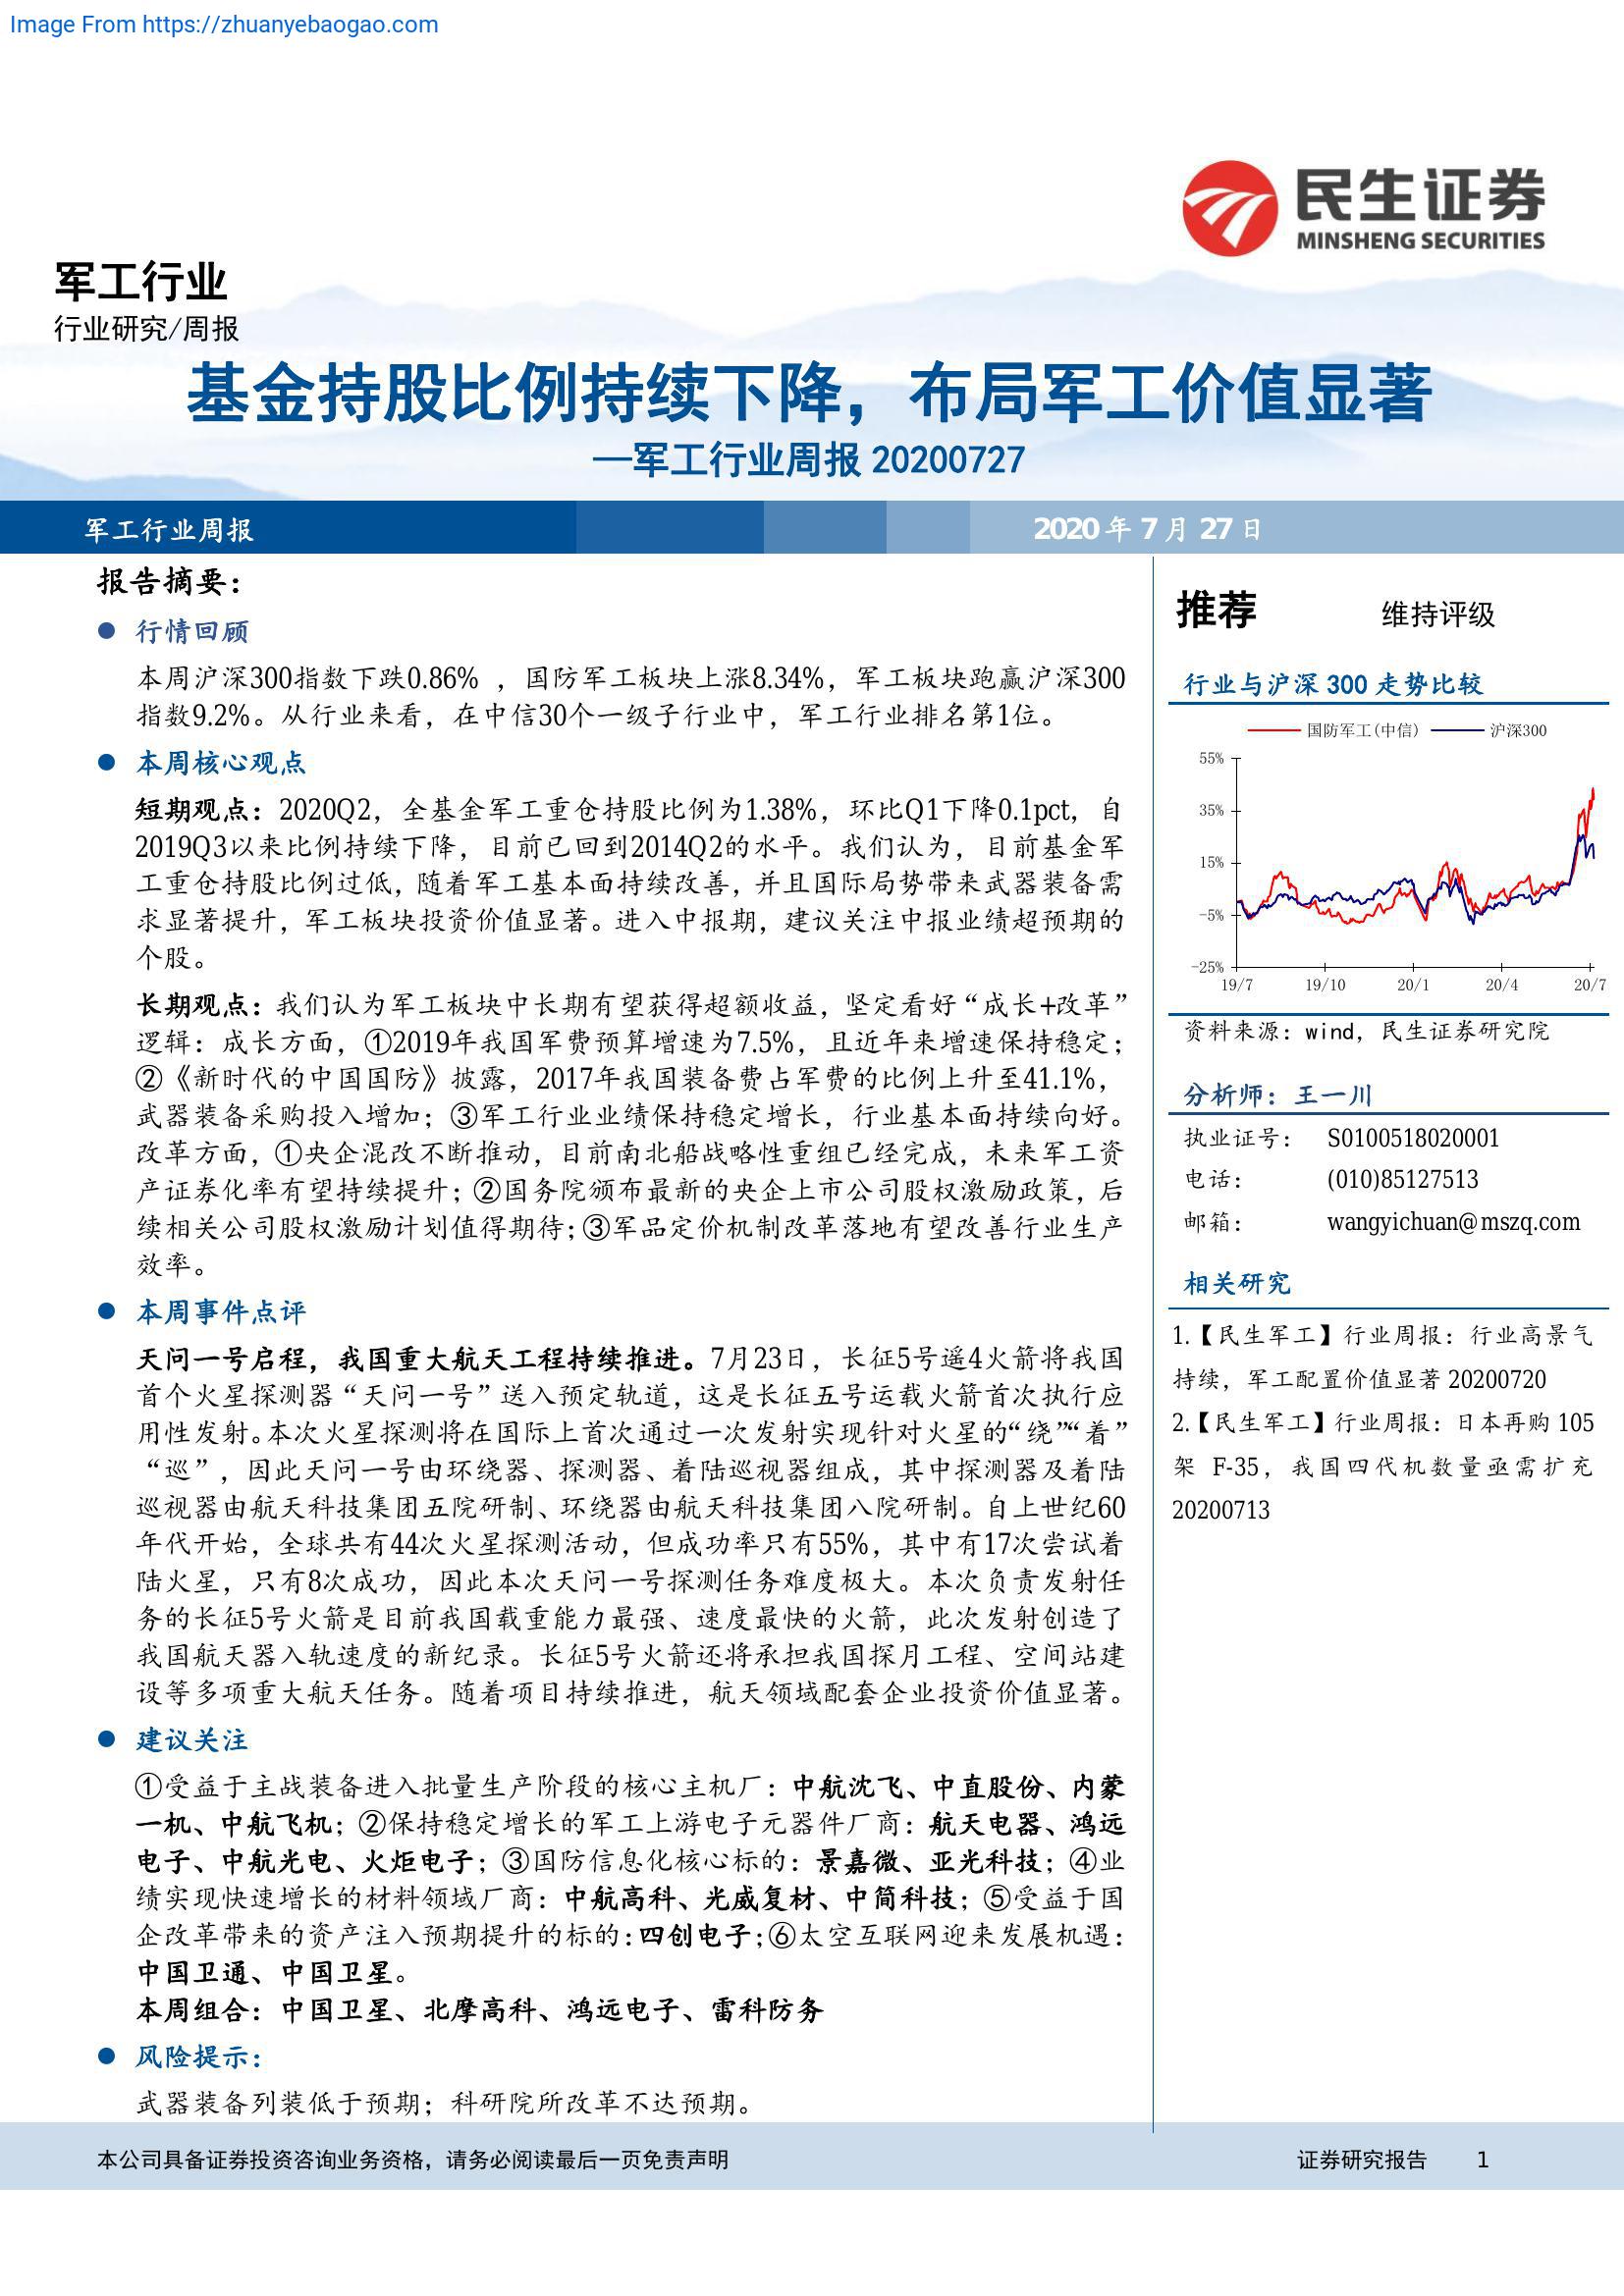 Image From https://zhuanyebaogao.com
民生证券
MINSHENG SECURITIES
军工行业
行业研究/周报
基金持股比例持续下降，布局军工价值显著
—军工行业周报 20200727
军工行业周报
2020 年 7 月 27 日
报告摘要：
● 行情回顾
本周沪深300指数下跌0.86% ，国防军工板块上涨8.34%，军工板块跑赢沪深300
指数9.2%。从行业来看，在中信30个一级子行业中，军工行业排名第1位。
● 本周核心观点
短期观点：2020Q2，全基金军工重仓持股比例为1.38%，环比Q1下降0.1pct，自
2019Q3以来比例持续下降，目前已回到2014Q2的水平。我们认为，目前基金军
工重仓持股比例过低，随着军工基本面持续改善，并且国际局势带来武器装备需
求显著提升，军工板块投资价值显著。进入中报期，建议关注中报业绩超预期的
个股。
长期观点：我们认为军工板块中长期有望获得超额收益，坚定看好“成长+改革”
逻辑：成长方面，①2019年我国军费预算增速为7.5%，且近年来增速保持稳定；
②《新时代的中国国防》披露，2017年我国装备费占军费的比例上升至41.1%，
武器装备采购投入增加；③军工行业业绩保持稳定增长，行业基本面持续向好。
改革方面，①央企混改不断推动，目前南北船战略性重组已经完成，未来军工资
产证券化率有望持续提升；②国务院颁布最新的央企上市公司股权激励政策，后
续相关公司股权激励计划值得期待；③军品定价机制改革落地有望改善行业生产
效率。
● 本周事件点评
天问一号启程，我国重大航天工程持续推进。7月23日，长征5号遥4火箭将我国
首个火星探测器“天问一号”送入预定轨道，这是长征五号运载火箭首次执行应
用性发射。本次火星探测将在国际上首次通过一次发射实现针对火星的“绕”“着”
“巡”，因此天问一号由环绕器、探测器、着陆巡视器组成，其中探测器及着陆
巡视器由航天科技集团五院研制、环绕器由航天科技集团八院研制。自上世纪60
年代开始，全球共有44次火星探测活动，但成功率只有55%，其中有17次尝试着
陆火星，只有8次成功，因此本次天问一号探测任务难度极大。本次负责发射任
务的长征5号火箭是目前我国载重能力最强、速度最快的火箭，此次发射创造了
我国航天器入轨速度的新纪录。长征5号火箭还将承担我国探月工程、空间站建
设等多项重大航天任务。随着项目持续推进，航天领域配套企业投资价值显著。
● 建议关注
①受益于主战装备进入批量生产阶段的核心主机厂：中航沈飞、中直股份、内蒙
一机、中航飞机；②保持稳定增长的军工上游电子元器件厂商：航天电器、鸿远
电子、中航光电、火炬电子；③国防信息化核心标的：景嘉微、亚光科技；④业
绩实现快速增长的材料领域厂商：中航高科、光威复材、中简科技；⑤受益于国
企改革带来的资产注入预期提升的标的：四创电子；⑥太空互联网迎来发展机遇：
中国卫通、中国卫星。
本周组合：中国卫星、北摩高科、鸿远电子、雷科防务
● 风险提示：
武器装备列装低于预期；科研院所改革不达预期。
推荐 维持评级
行业与沪深 300 走势比较
国防军工(中信) 沪深300
55%
35%
15%
-5%
-25%
19/7 19/10 20/1 20/4 20/7
资料来源：wind，民生证券研究院
分析师：王一川
执业证号： S0100518020001
电话： (010)85127513
邮箱： wangyichuan@mszq.com
相关研究
1.【民生军工】行业周报：行业高景气
持续，军工配置价值显著 20200720
2.【民生军工】行业周报：日本再购 105
架 F-35，我国四代机数量亟需扩充
20200713
本公司具备证券投资咨询业务资格，请务必阅读最后一页免责声明
证券研究报告 1